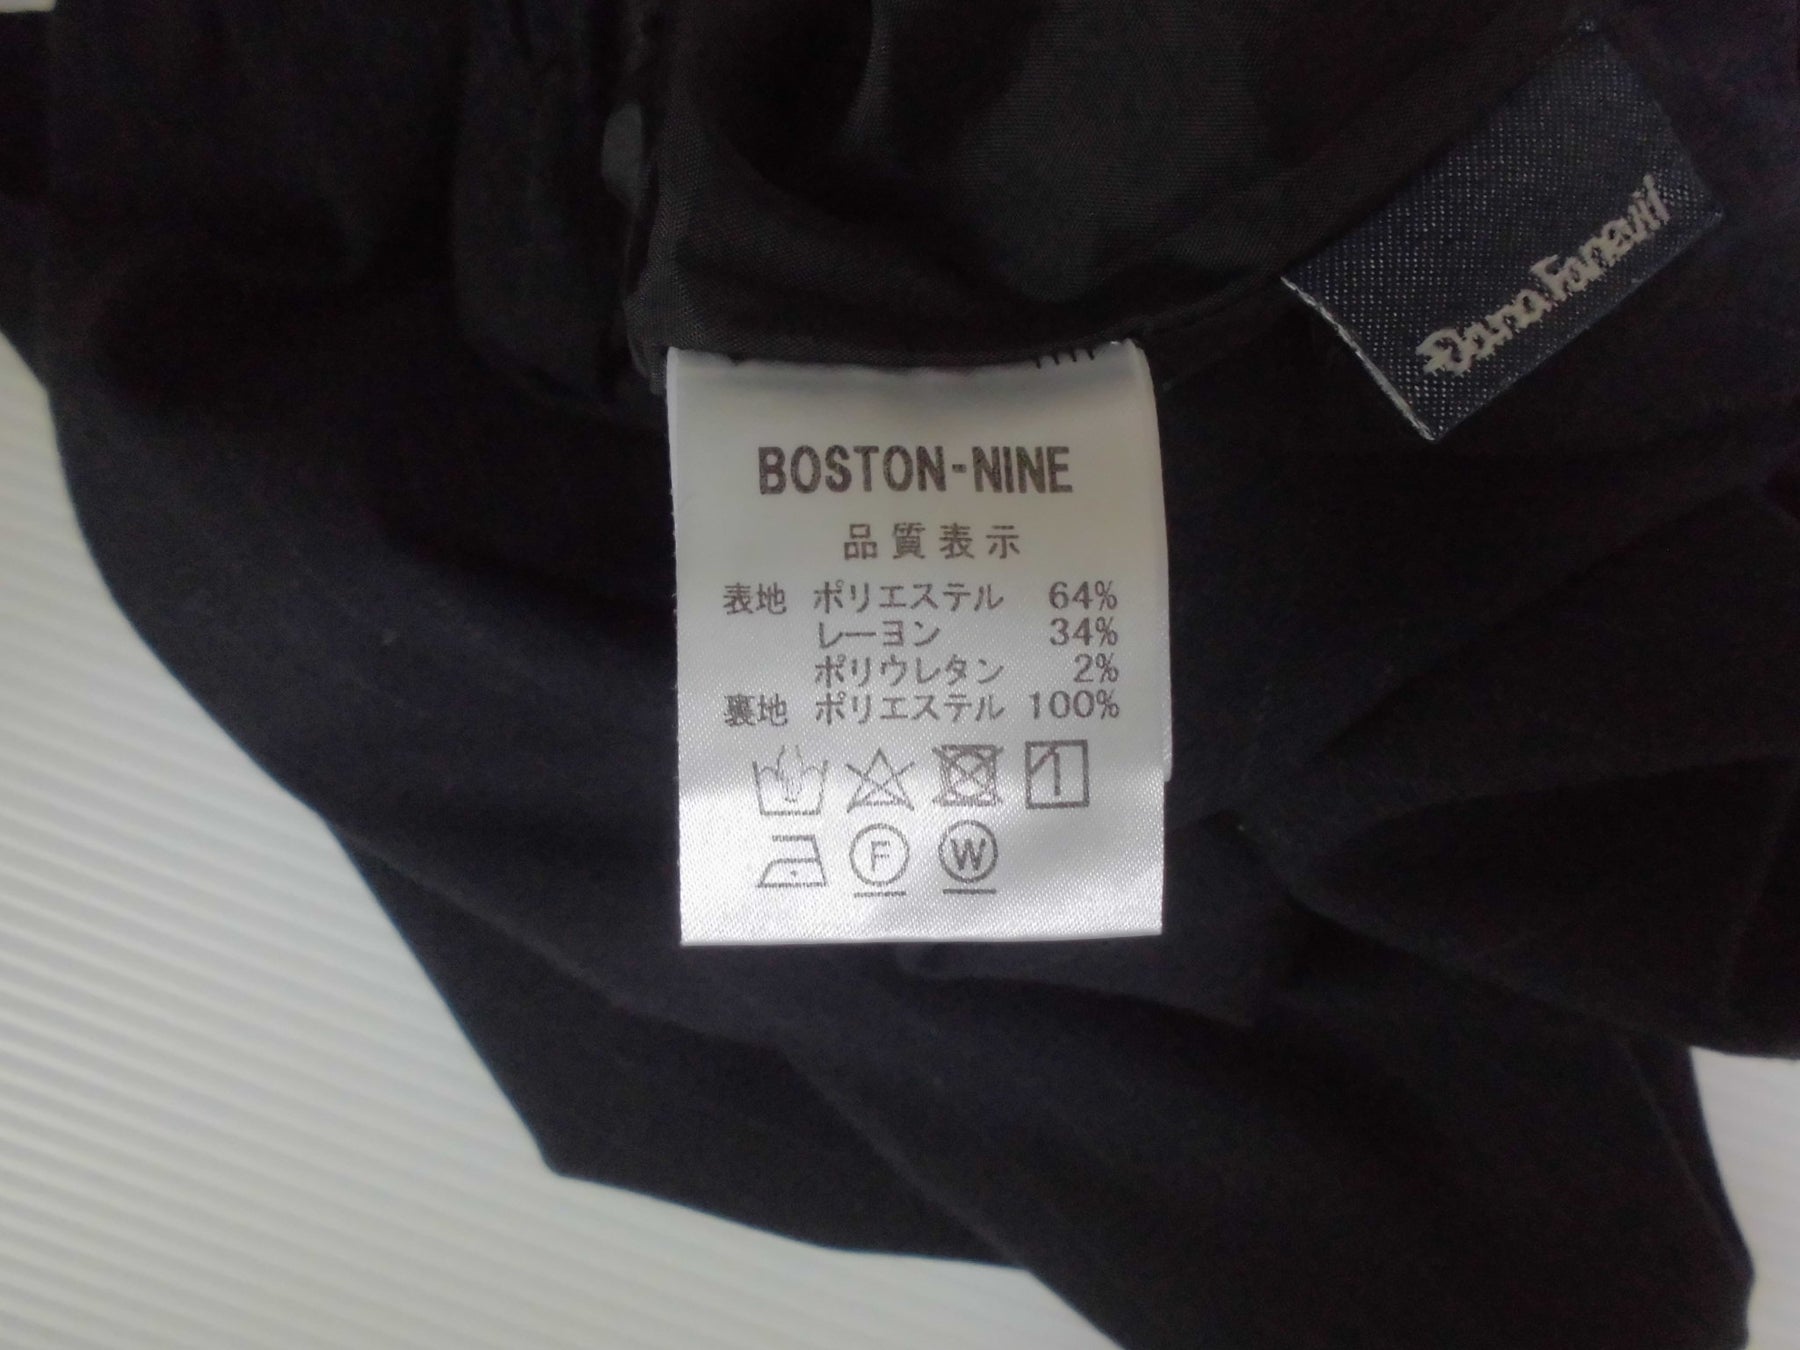 BOSTON-NINE
品質表示
表地 ポリエステル 64%
レーヨン 34%
ポリウレタン 2%
裏地 ポリエステル 100%
F W